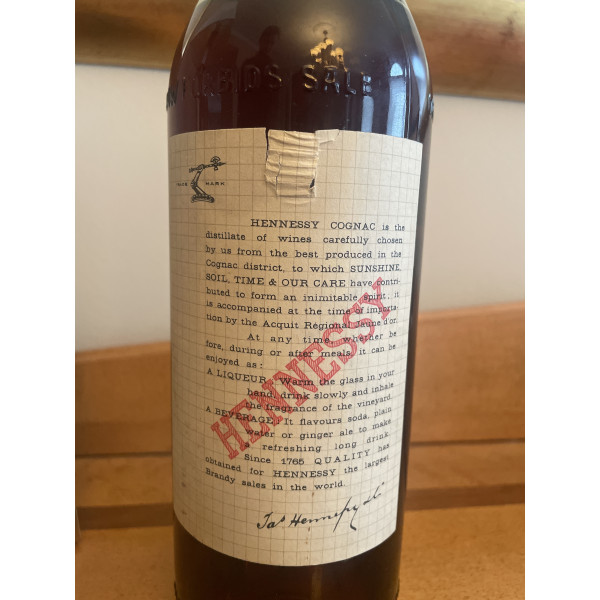 FORBIDS SALE
TRADE MARK
HENNESSY COGNAC is the
distillate of wines carefully chosen
by us from the best produced in the
Cognac district, to which SUNSHINE,
SOIL, TIME & OUR CARE have contri-
buted to form an inimitable spirit; it
is accompanied at the time of importa-
tion by the Acquit Régional Jaune d'or.
At any time, whether be-
fore, during or after meals, it can be
enjoyed as:
A LIQUEUR. Warm the glass in your
hand, drink slowly and inhale
the fragrance of the vineyard.
A BEVERAGE. It flavours soda, plain
water or ginger ale to make
a refreshing long drink.
Since 1765 QUALITY has
obtained for HENNESSY the largest
Brandy sales in the world.
HENNESSY
Jas Hennessy & Co